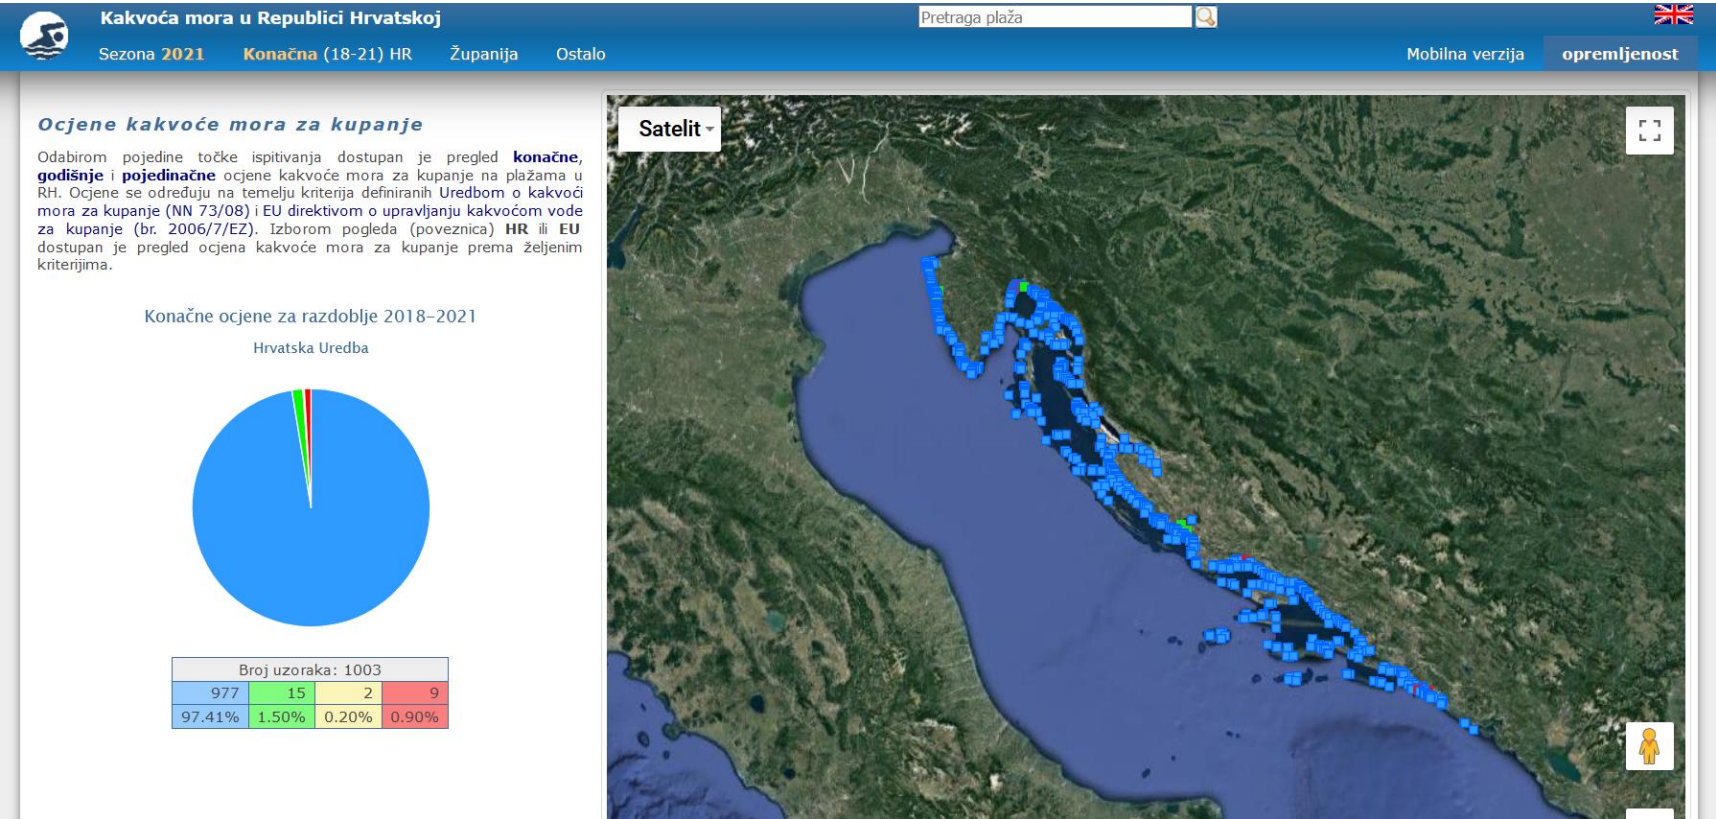 Kakvoća mora u Republici Hrvatskoj
Pretraga plaža
Sezona 2021 Konačna (18-21) HR Županija Ostalo
Mobilna verzija opremljenost
Ocjene kakvoće mora za kupanje
Odabirom pojedine točke ispitivanja dostupan je pregled konačne,
godišnje i pojedinačne ocjene kakvoće mora za kupanje na plažama u
RH. Ocjene se određuju na temelju kriterija definiranih Uredbom o kakvoći
mora za kupanje (NN 73/08) i EU direktivom o upravljanju kakvoćom vode
za kupanje (br. 2006/7/EZ). Izborom pogleda (poveznica) HR ili EU
dostupan je pregled ocjena kakvoće mora za kupanje prema željenim
kriterijima.
Konačne ocjene za razdoblje 2018–2021
Hrvatska Uredba
Broj uzoraka: 1003
977 15 2 9
97.41% 1.50% 0.20% 0.90%
Satelit